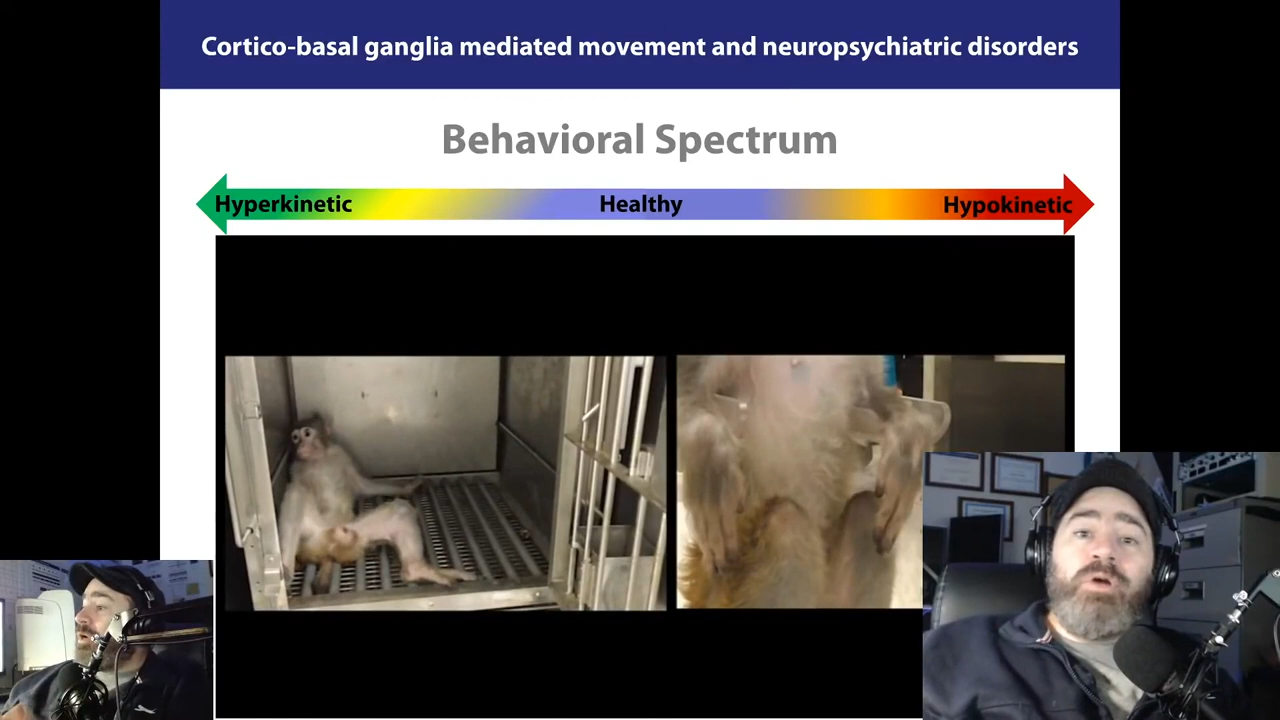 Cortico-basal ganglia mediated movement and neuropsychiatric disorders
Behavioral Spectrum
Hyperkinetic
Healthy
Hypokinetic